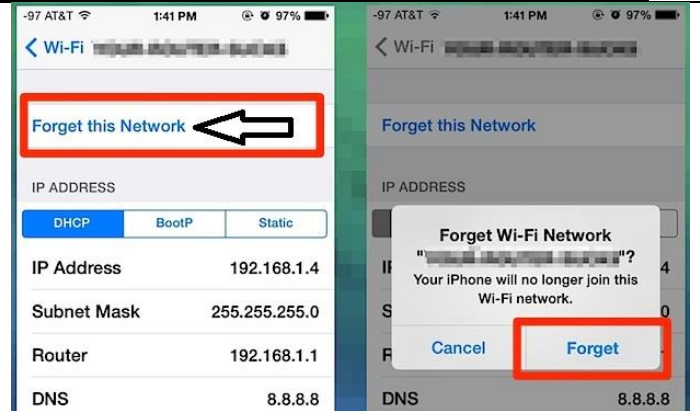 -97 AT&T 1:41 PM 97%
Wi-Fi
Forget this Network
IP ADDRESS
DHCP BootP Static
IP Address 192.168.1.4
Subnet Mask 255.255.255.0
Router 192.168.1.1
DNS 8.8.8.8
-97 AT&T 1:41 PM 97%
Wi-Fi
Forget this Network
IP ADDRESS
Forget Wi-Fi Network
" "?
Your iPhone will no longer join this
Wi-Fi network.
Cancel Forget
DNS 8.8.8.8